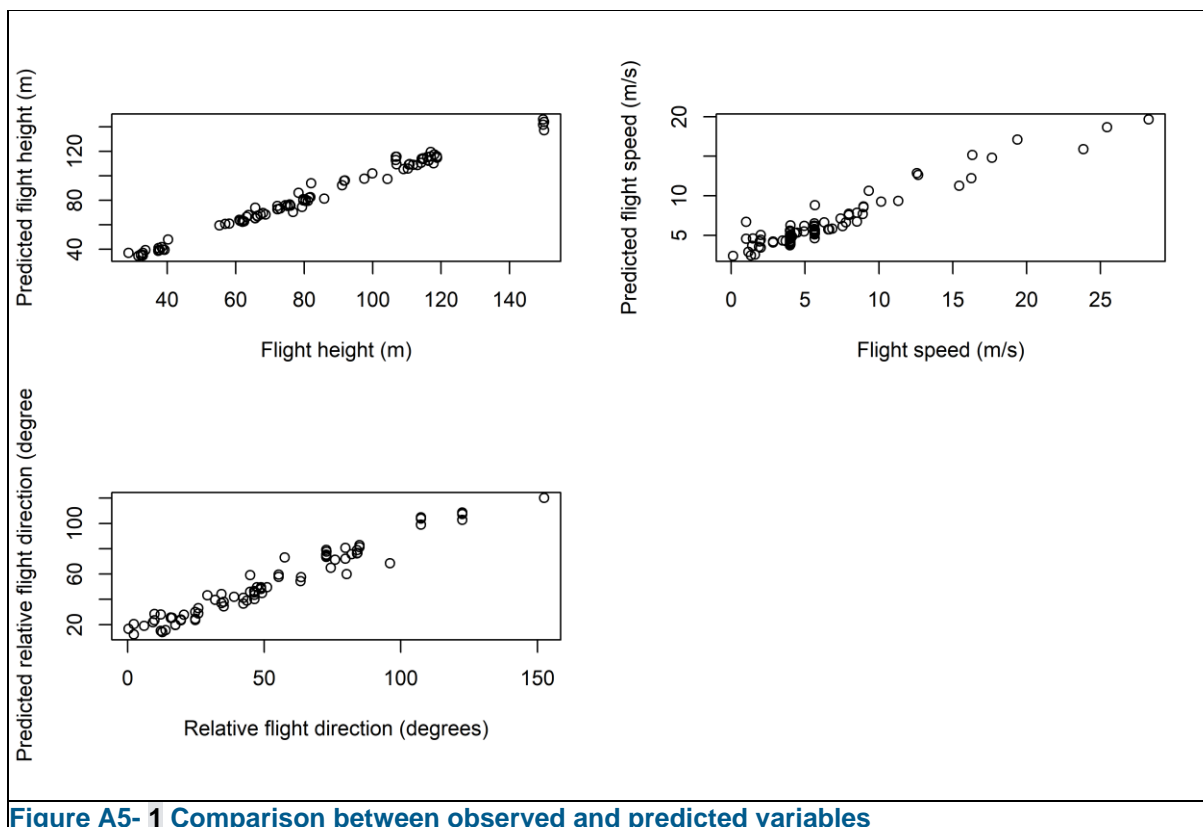 Predicted flight height (m)
120
80
40
40 60 80 100 120 140
Flight height (m)
Predicted flight speed (m/s)
20
10
5
0 5 10 15 20 25
Flight speed (m/s)
Predicted relative flight direction (degree
100
60
20
0 50 100 150
Relative flight direction (degrees)
Figure A5- 1 Comparison between observed and predicted variables